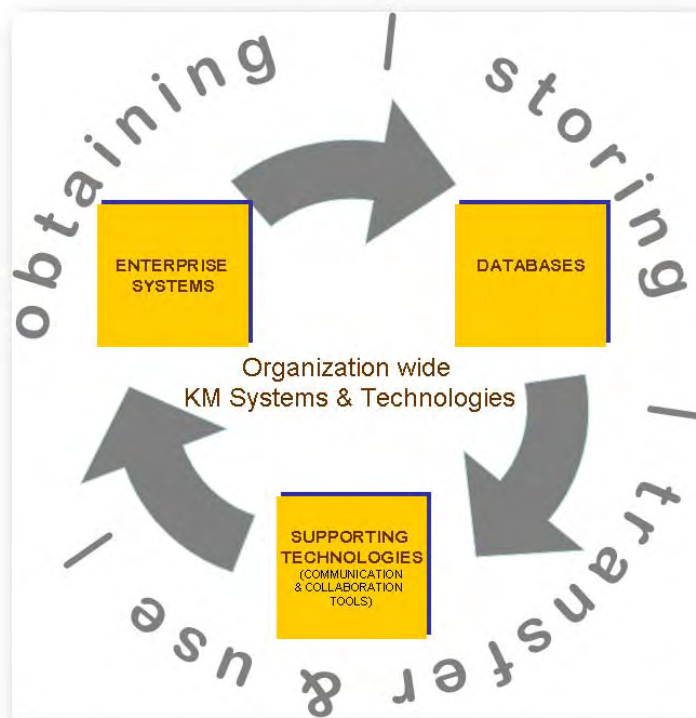 obtaining / storing / transfer & use /
ENTERPRISE
SYSTEMS
DATABASES
Organization wide
KM Systems & Technologies
SUPPORTING
TECHNOLOGIES
(COMMUNICATION
& COLLABORATION
TOOLS)